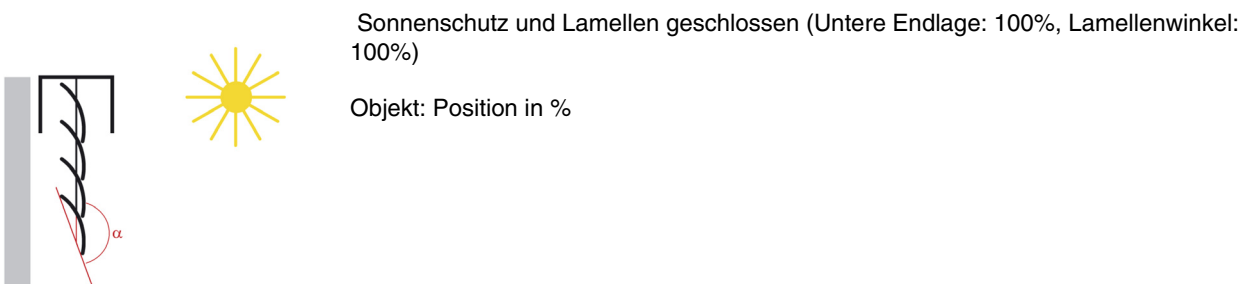 Sonnenschutz und Lamellen geschlossen (Untere Endlage: 100%, Lamellenwinkel:
100%)
Objekt: Position in %
α